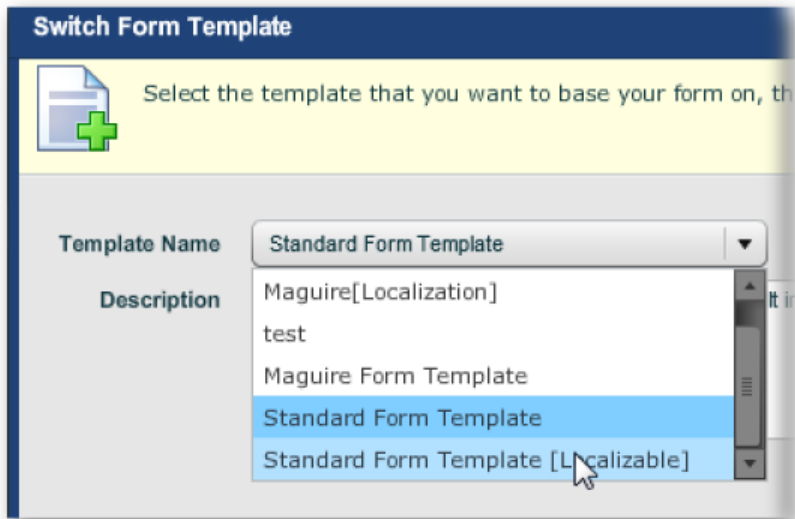 Switch Form Template
Select the template that you want to base your form on, th
Template Name
Standard Form Template
Description
Maguire[Localization]
test
Maguire Form Template
Standard Form Template
Standard Form Template [Localizable]